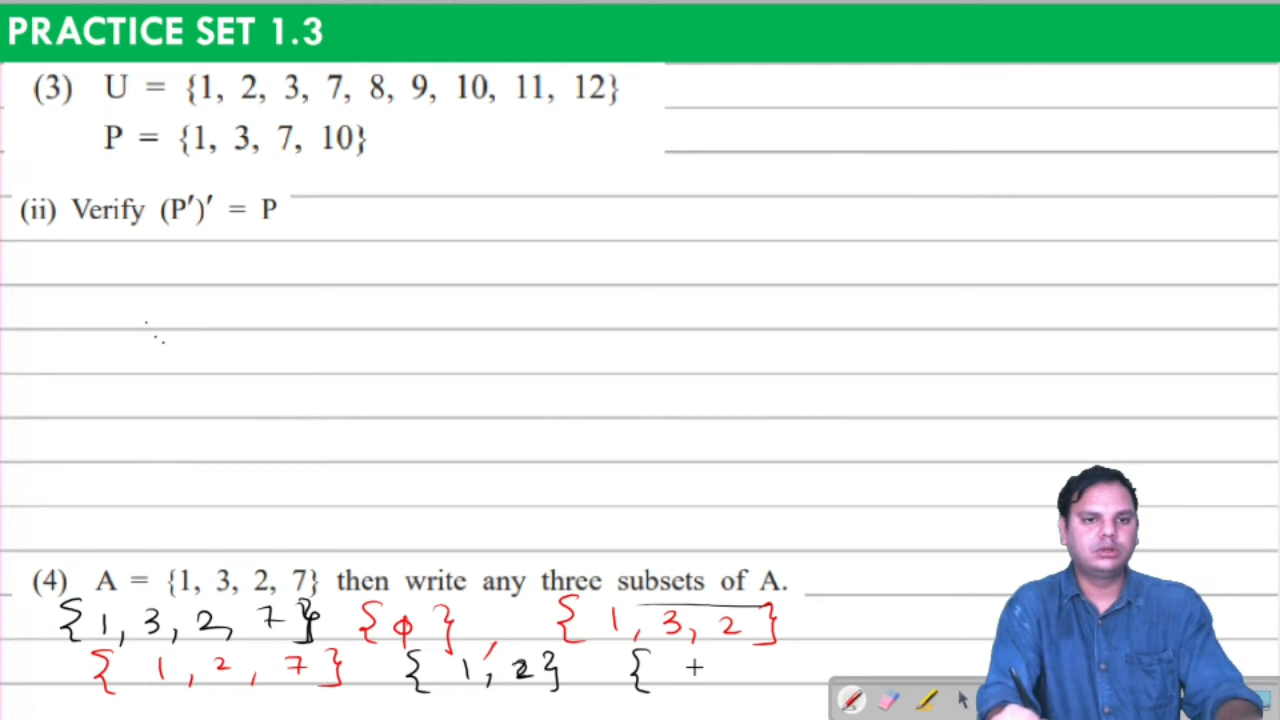 PRACTICE SET 1.3
(3) U = {1, 2, 3, 7, 8, 9, 10, 11, 12}
P = {1, 3, 7, 10}
(ii) Verify (P′)′ = P
(4) A = {1, 3, 2, 7} then write any three subsets of A.
{1, 3, 2, 7} {ϕ}, {1, 3, 2}
{1, 2, 7} {1, 2} {